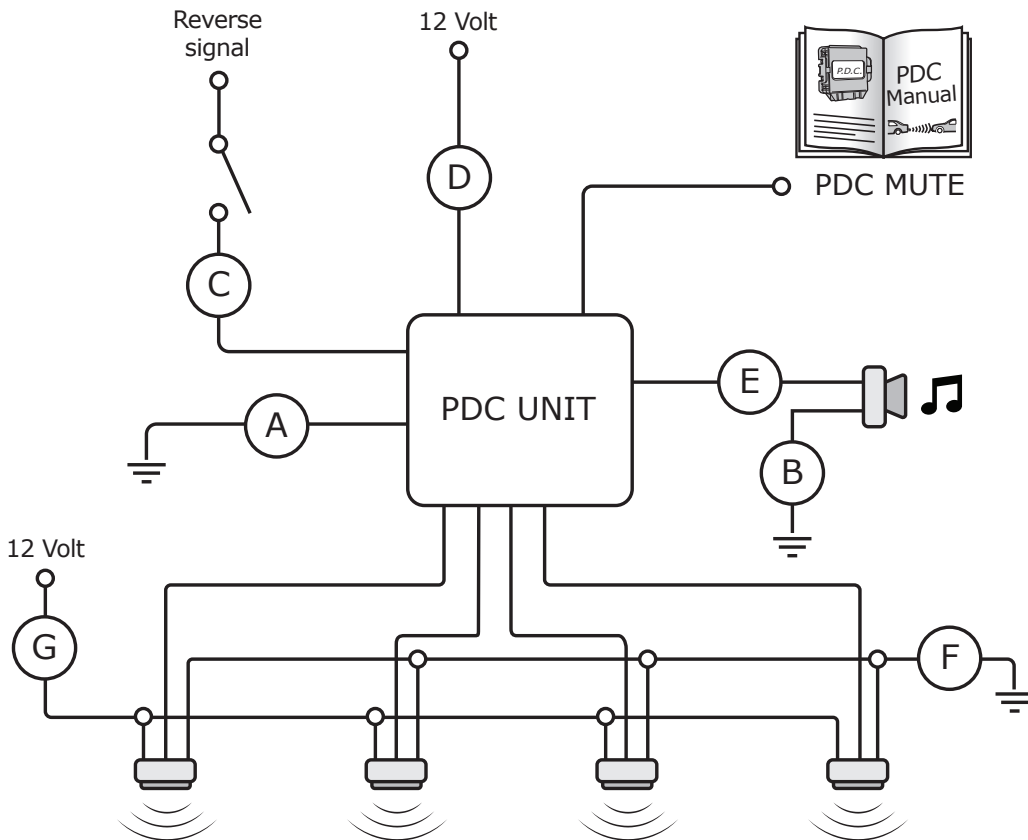 Reverse
signal
12 Volt
P.D.C.
PDC
Manual
PDC MUTE
D
C
E
PDC UNIT
A
B
12 Volt
G
F